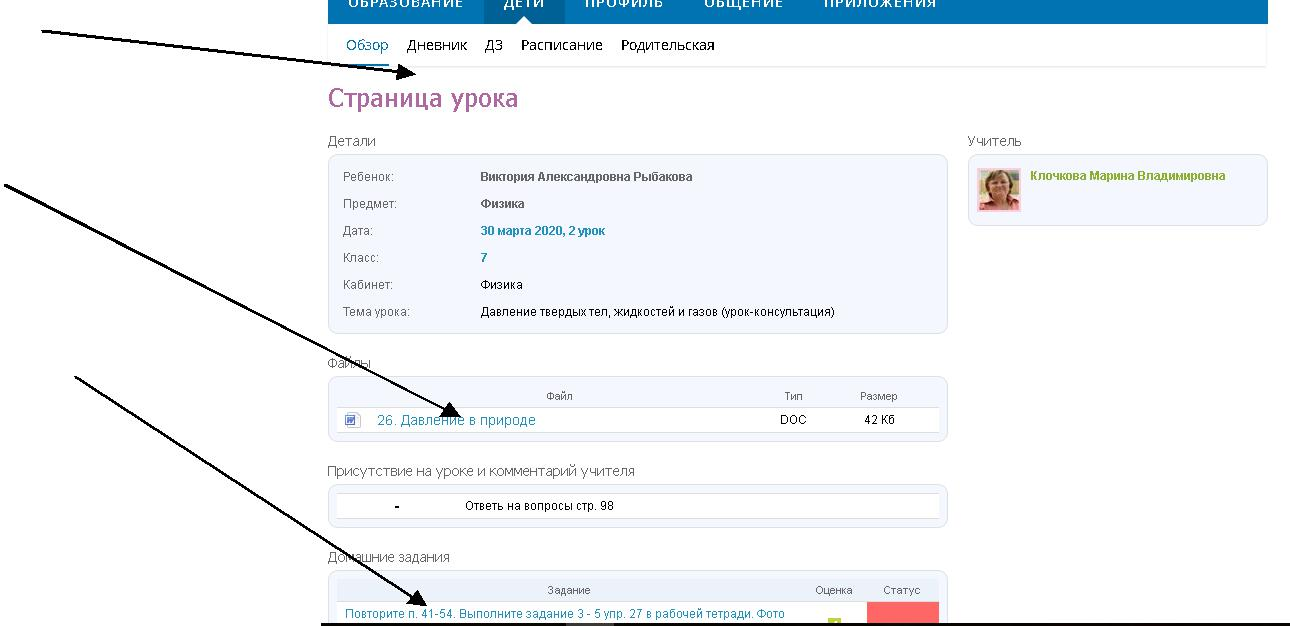 ОБРАЗОВАНИЕ ДЕТИ ПРОФИЛЬ ОБЩЕНИЕ ПРИЛОЖЕНИЯ
Обзор Дневник ДЗ Расписание Родительская
Страница урока
Детали
Ребенок: Виктория Александровна Рыбакова
Предмет: Физика
Дата: 30 марта 2020, 2 урок
Класс: 7
Кабинет: Физика
Тема урока: Давление твердых тел, жидкостей и газов (урок-консультация)
Учитель
Клочкова Марина Владимировна
Файлы
Файл Тип Размер
26. Давление в природе DOC 42 Кб
Присутствие на уроке и комментарий учителя
- Ответь на вопросы стр. 98
Домашние задания
Задание Оценка Статус
Повторите п. 41-54. Выполните задание 3 - 5 упр. 27 в рабочей тетради. Фото